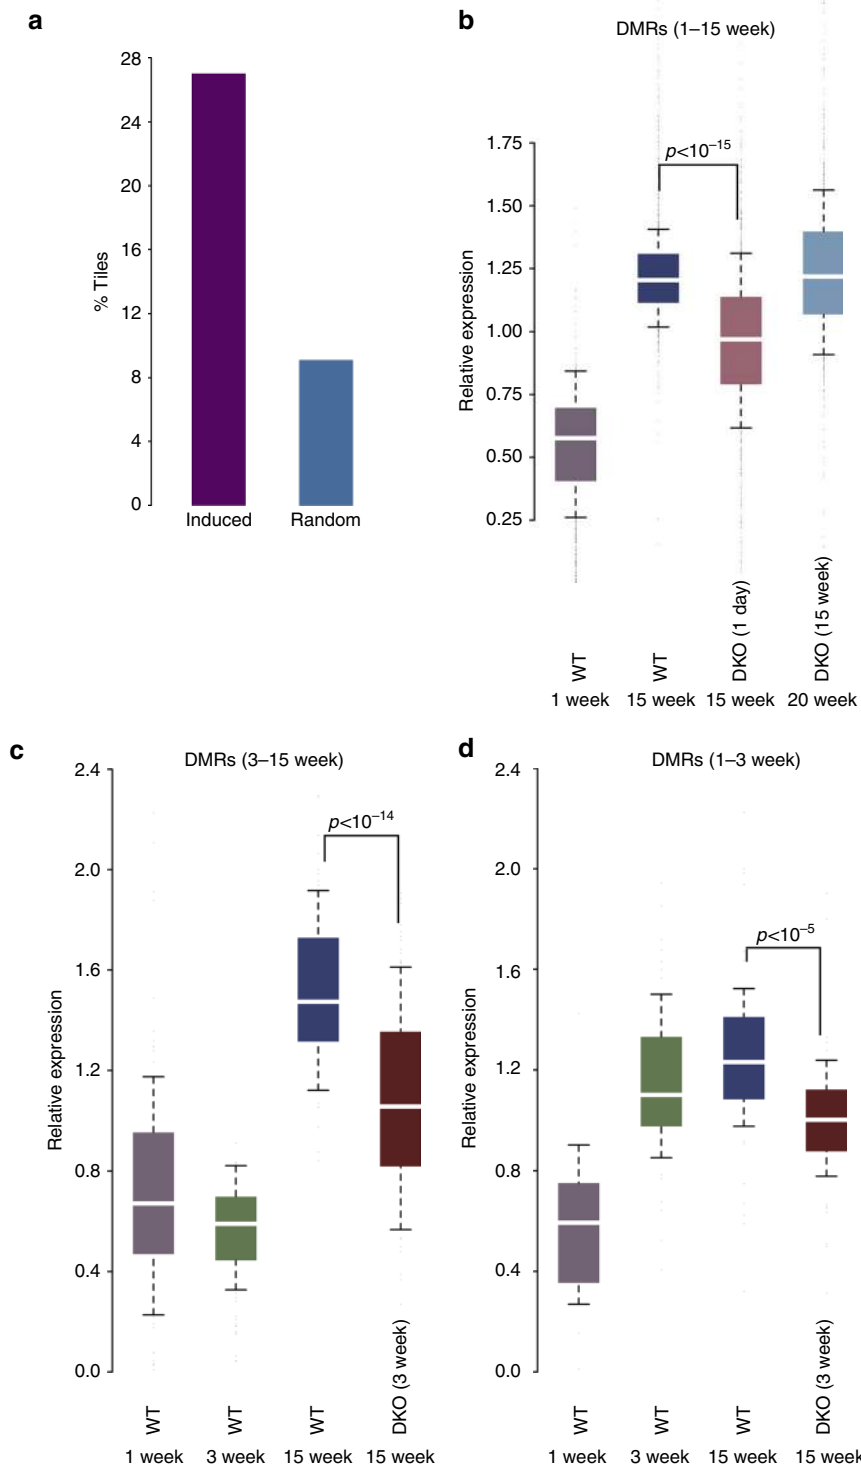 a
28
24
20
16
12
8
4
0
% Tiles
Induced Random
b
DMRs (1–15 week)
1.75
1.50
1.25
1.00
0.75
0.50
0.25
Relative expression
p<10−15
WT WT DKO (1 day) DKO (15 week)
1 week 15 week 15 week 20 week
c
DMRs (3–15 week)
2.4
2.0
1.6
1.2
0.8
0.4
0.0
Relative expression
p<10−14
WT WT WT DKO (3 week)
1 week 3 week 15 week 15 week
d
DMRs (1–3 week)
2.4
2.0
1.6
1.2
0.8
0.4
0.0
Relative expression
p<10−5
WT WT WT DKO (3 week)
1 week 3 week 15 week 15 week